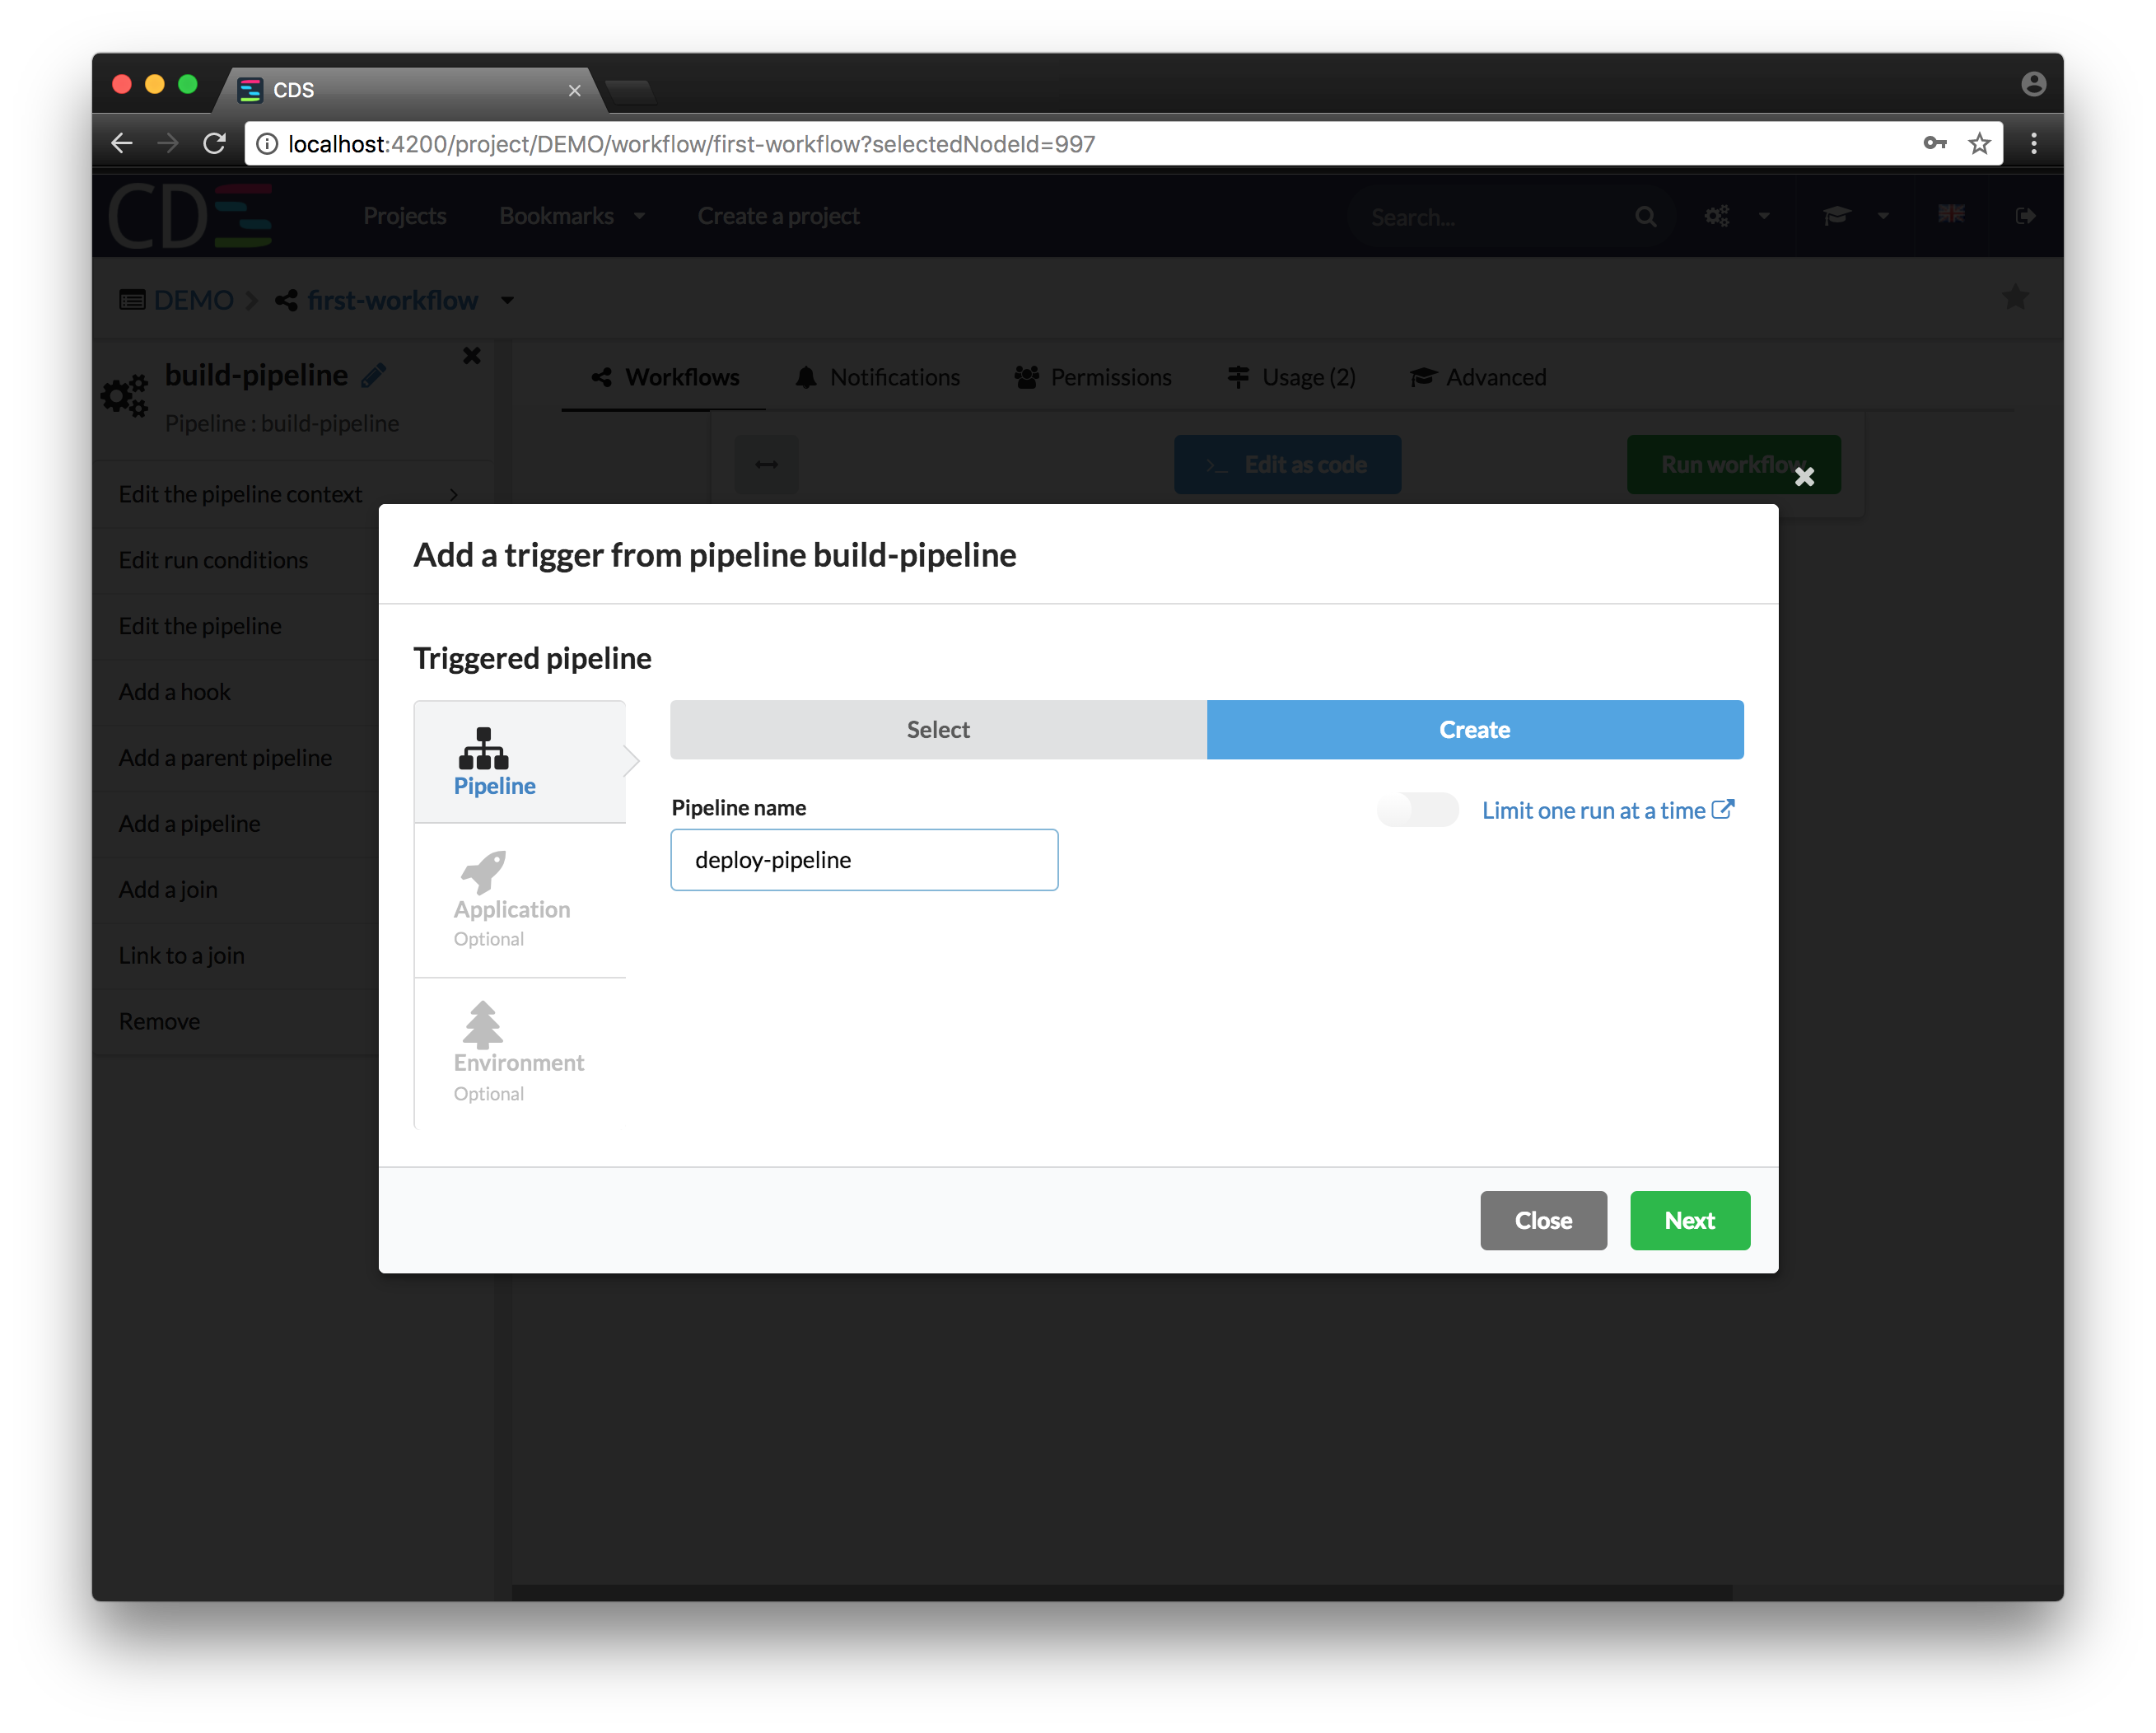 CDS
localhost:4200/project/DEMO/workflow/first-workflow?selectedNodeId=997
CDS
Projects
Bookmarks
Create a project
Search...
DEMO
first-workflow
build-pipeline
Pipeline : build-pipeline
Workflows
Notifications
Permissions
Usage (2)
Advanced
>_ Edit as code
Run workflow
Edit the pipeline context
Edit run conditions
Edit the pipeline
Add a hook
Add a parent pipeline
Add a pipeline
Add a join
Link to a join
Remove
Add a trigger from pipeline build-pipeline
Triggered pipeline
Pipeline
Application
Optional
Environment
Optional
Select
Create
Pipeline name
deploy-pipeline
Limit one run at a time
Close
Next